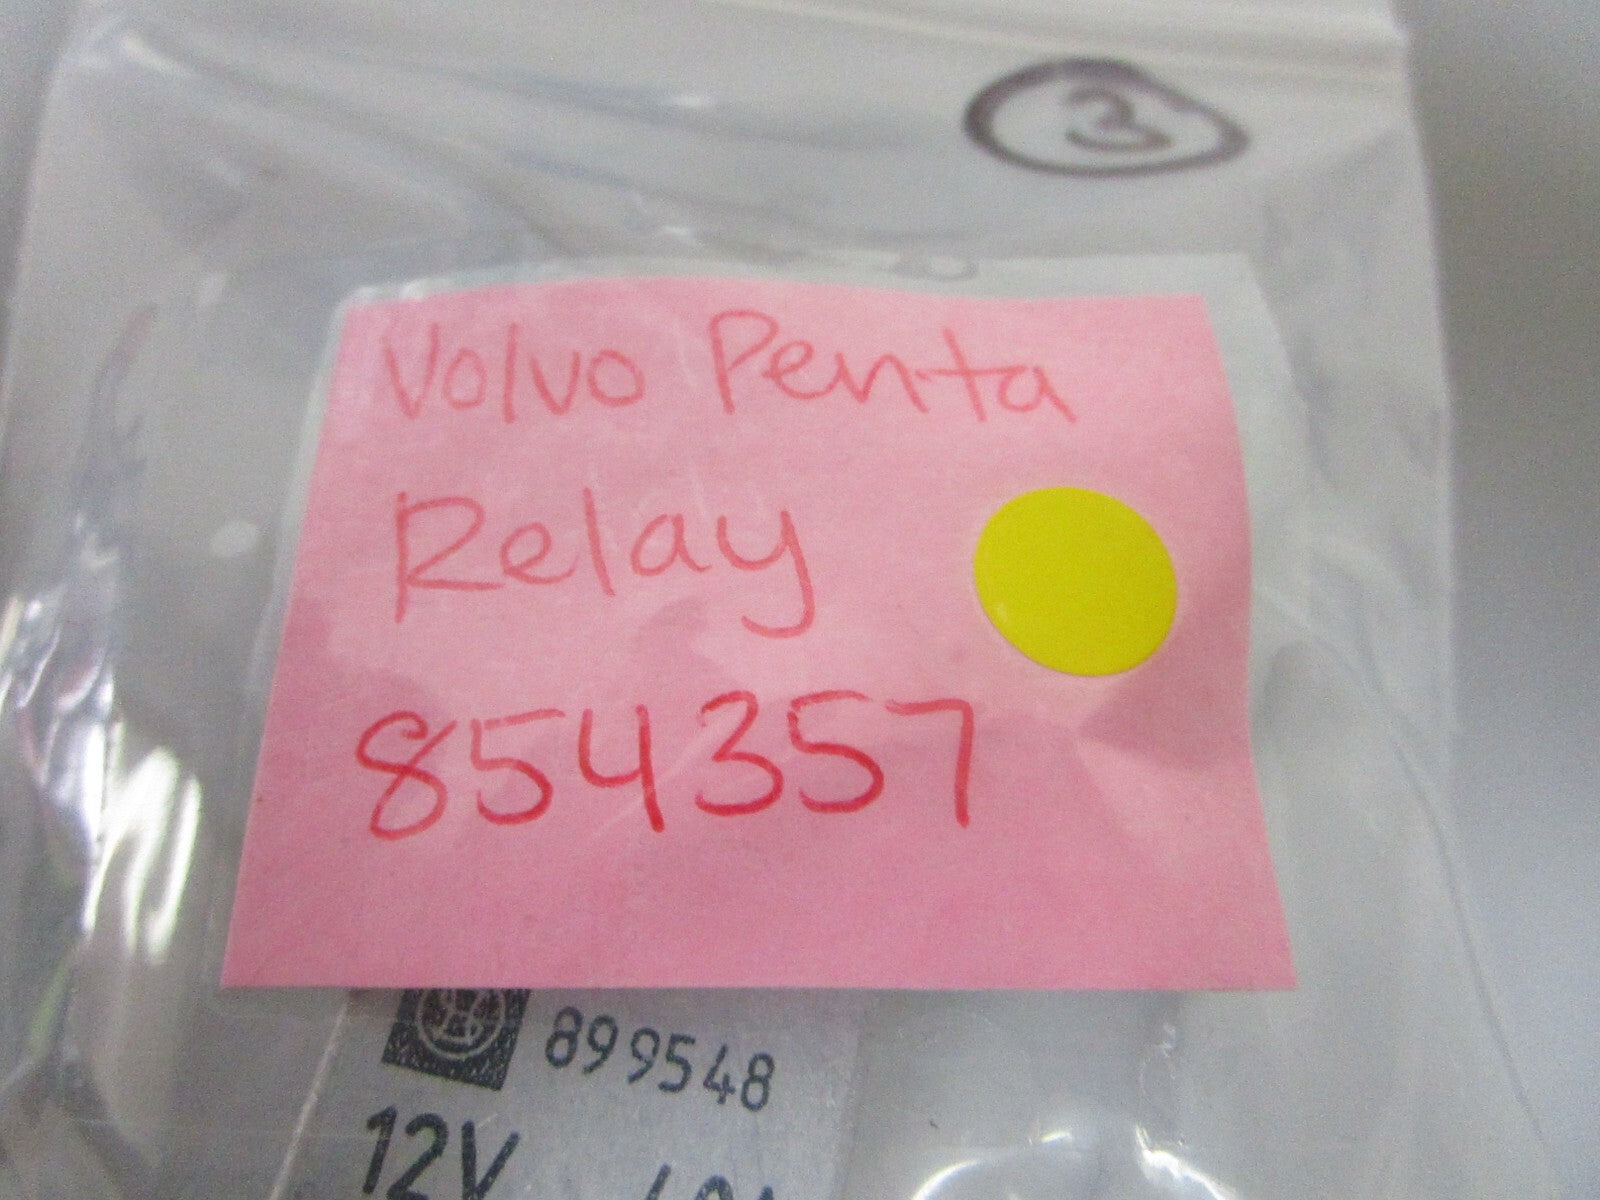 3
Volvo Penta
Relay
854357
899548
12V